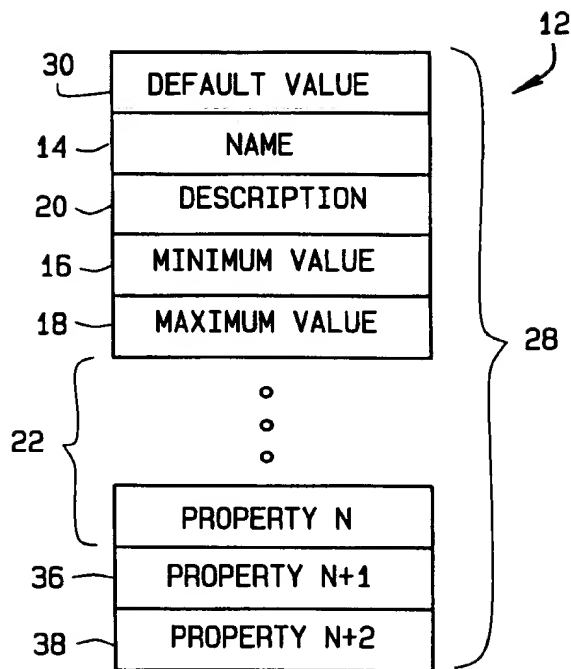 12
30 DEFAULT VALUE
14 NAME
20 DESCRIPTION
16 MINIMUM VALUE
18 MAXIMUM VALUE
28
22
PROPERTY N
36 PROPERTY N+1
38 PROPERTY N+2